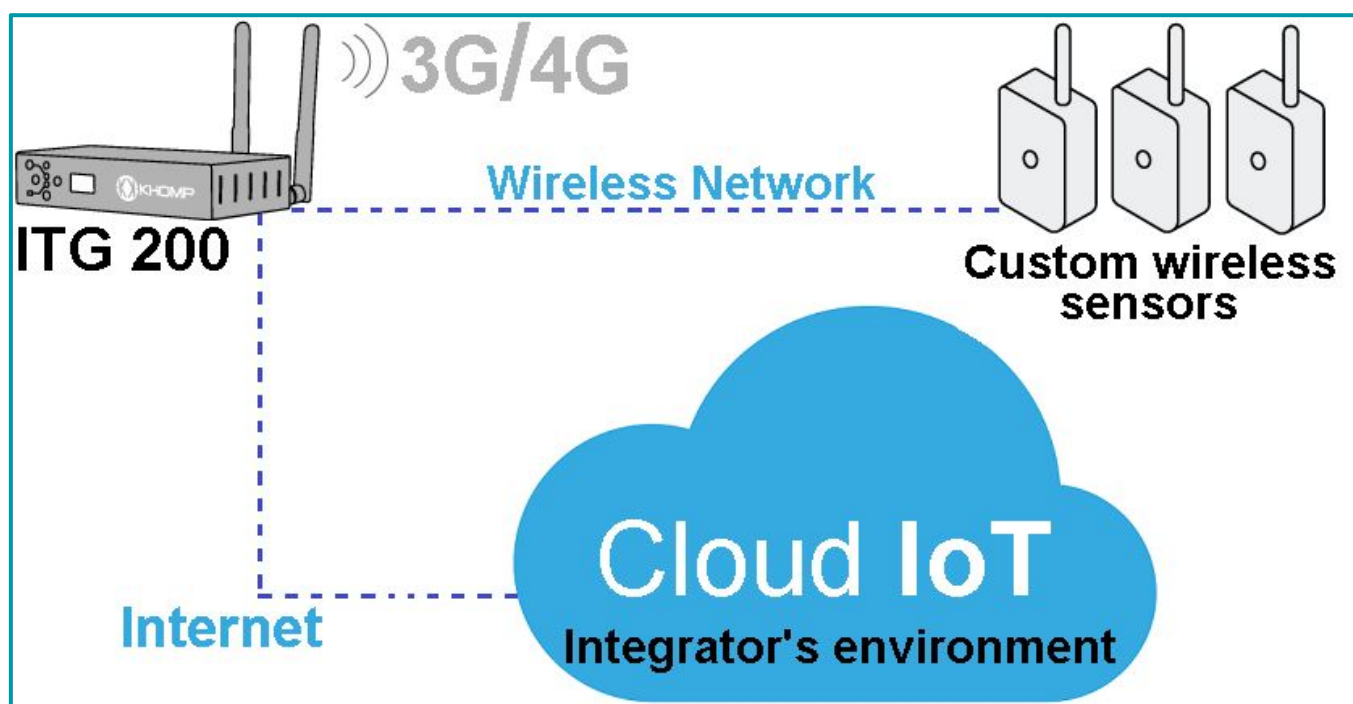 3G/4G
KHOMP
Wireless Network
ITG 200
Custom wireless
sensors
Cloud IoT
Integrator's environment
Internet